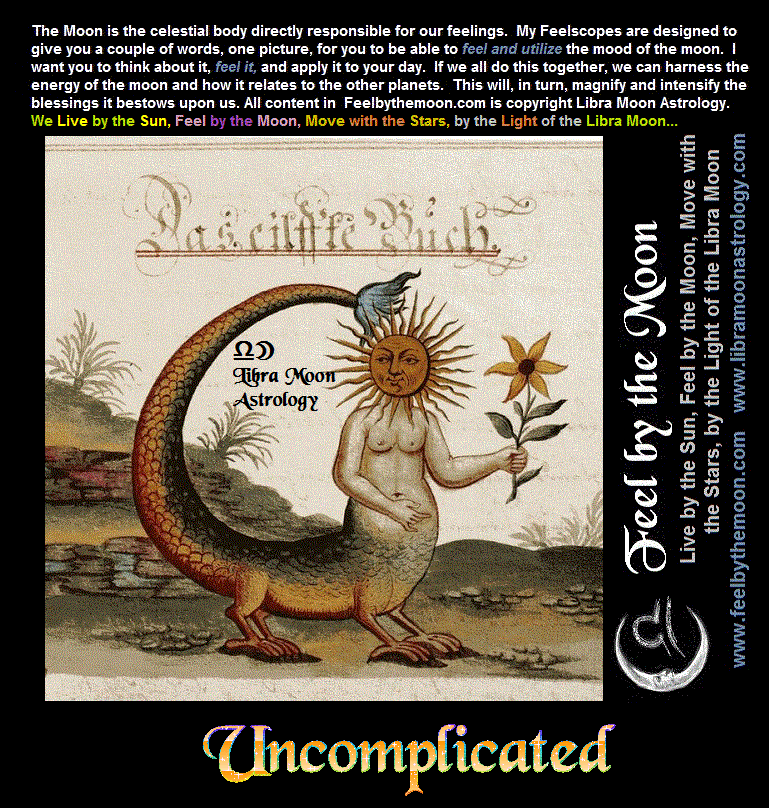 The Moon is the celestial body directly responsible for our feelings.  My Feelscopes are designed to
give you a couple of words, one picture, for you to be able to feel and utilize the mood of the moon.  I
want you to think about it, feel it, and apply it to your day.  If we all do this together, we can harness the
energy of the moon and how it relates to the other planets.  This will, in turn, magnify and intensify the
blessings it bestows upon us. All content in  Feelbythemoon.com is copyright Libra Moon Astrology.
We Live by the Sun, Feel by the Moon, Move with the Stars, by the Light of the Libra Moon...
Das eilffte Buch.
♎☽
Libra Moon
Astrology
Feel by the Moon
Live by the Sun, Feel by the Moon, Move with
the Stars, by the Light of the Libra Moon
www.feelbythemoon.com   www.libramoonastrology.com
Uncomplicated